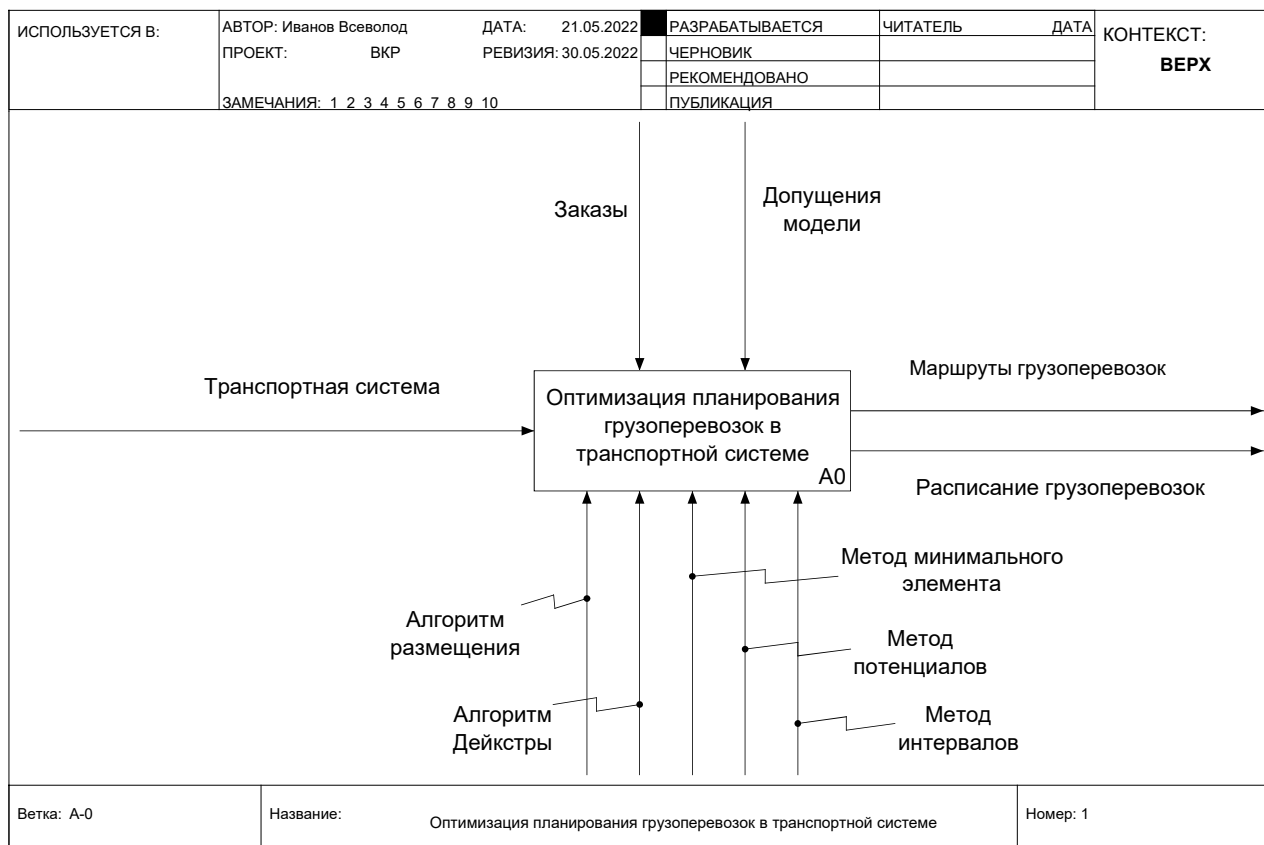 ИСПОЛЬЗУЕТСЯ В:
АВТОР: Иванов Всеволод ДАТА: 21.05.2022
ПРОЕКТ: ВКР РЕВИЗИЯ: 30.05.2022
ЗАМЕЧАНИЯ: 1 2 3 4 5 6 7 8 9 10
РАЗРАБАТЫВАЕТСЯ
ЧЕРНОВИК
РЕКОМЕНДОВАНО
ПУБЛИКАЦИЯ
ЧИТАТЕЛЬ ДАТА
КОНТЕКСТ:
ВЕРХ
Заказы
Допущения
модели
Транспортная система
Оптимизация планирования
грузоперевозок в
транспортной системе
A0
Маршруты грузоперевозок
Расписание грузоперевозок
Метод минимального
элемента
Алгоритм
размещения
Метод
потенциалов
Алгоритм
Дейкстры
Метод
интервалов
Ветка: A-0
Название:
Оптимизация планирования грузоперевозок в транспортной системе
Номер: 1